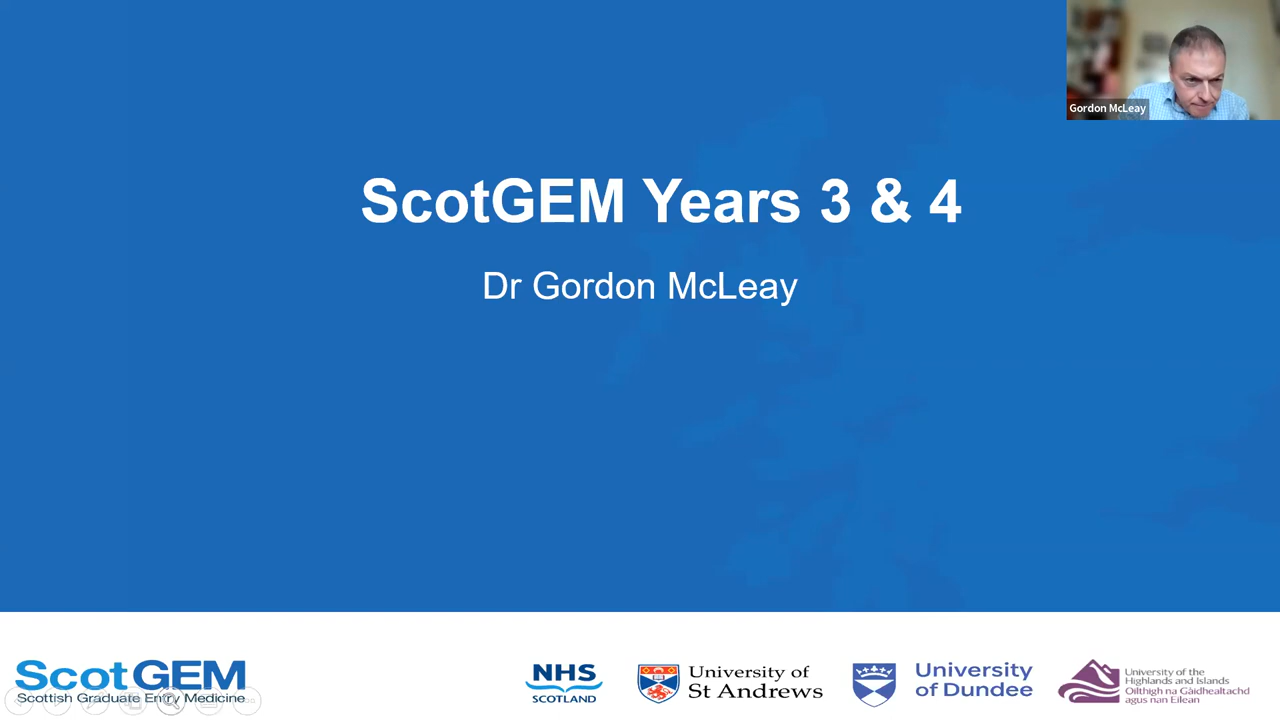 Gordon McLeay
ScotGEM Years 3 & 4
Dr Gordon McLeay
ScotGEM
Scottish Graduate Entry Medicine
NHS
SCOTLAND
University of
St Andrews
University
of Dundee
University of the
Highlands and Islands
Oilthigh na Gàidhealtachd
agus nan Eilean